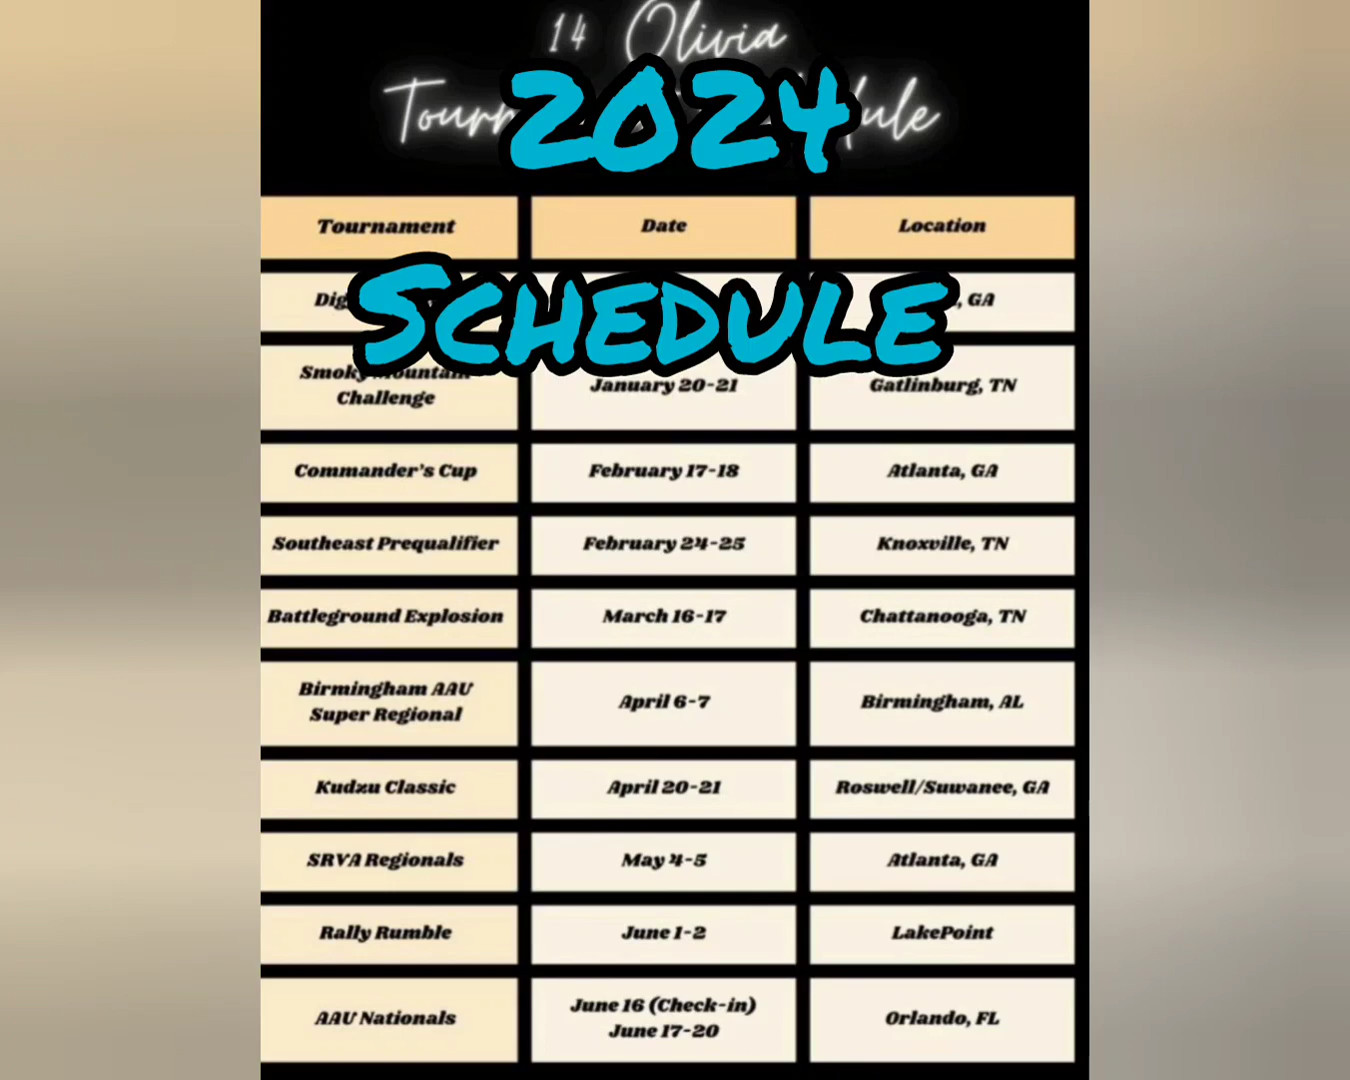 14 Olivia
2024
Tournament Date Location
SCHEDULE
, GA
Smoky Mountain
Challenge January 20-21 Gatlinburg, TN
Commander's Cup February 17-18 Atlanta, GA
Southeast Prequalifier February 24-25 Knoxville, TN
Battleground Explosion March 16-17 Chattanooga, TN
Birmingham AAU
Super Regional April 6-7 Birmingham, AL
Kudzu Classic April 20-21 Roswell/Suwanee, GA
SRVA Regionals May 4-5 Atlanta, GA
Rally Rumble June 1-2 LakePoint
AAU Nationals June 16 (Check-in)
June 17-20 Orlando, FL